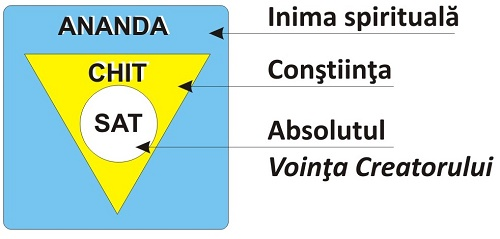 ANANDA
Inima spirituală
CHIT
Conştiinţa
SAT
Absolutul
Voinţa Creatorului